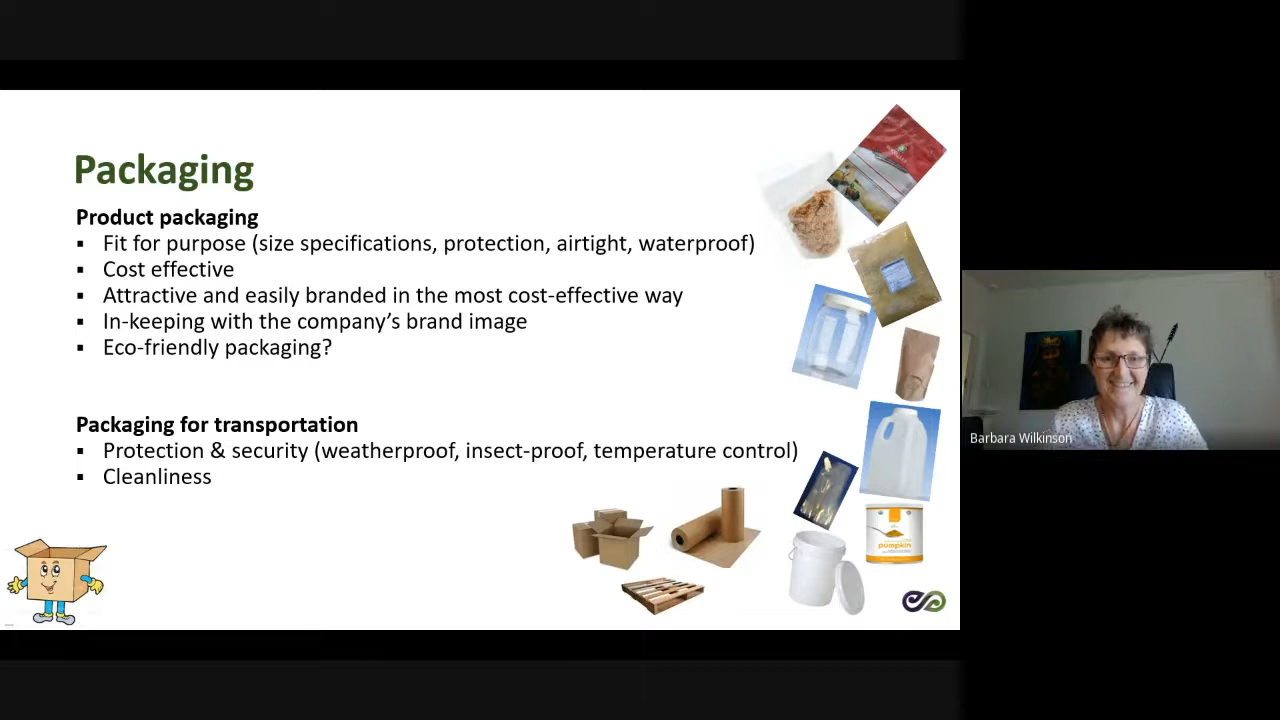 Packaging
Product packaging
▪ Fit for purpose (size specifications, protection, airtight, waterproof)
▪ Cost effective
▪ Attractive and easily branded in the most cost-effective way
▪ In-keeping with the company’s brand image
▪ Eco-friendly packaging?
Packaging for transportation
▪ Protection & security (weatherproof, insect-proof, temperature control)
▪ Cleanliness
pumpkin
Barbara Wilkinson